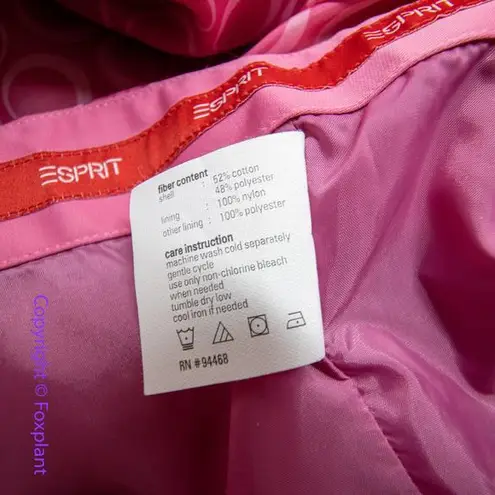 ESPRIT
ESPRIT
ESPRIT
fiber content
shell : 52% cotton
48% polyester
lining : 100% nylon
other lining : 100% polyester
care instruction
machine wash cold separately
gentle cycle
use only non-chlorine bleach
when needed
tumble dry low
cool iron if needed
RN #94468
Copyright © Foxplant